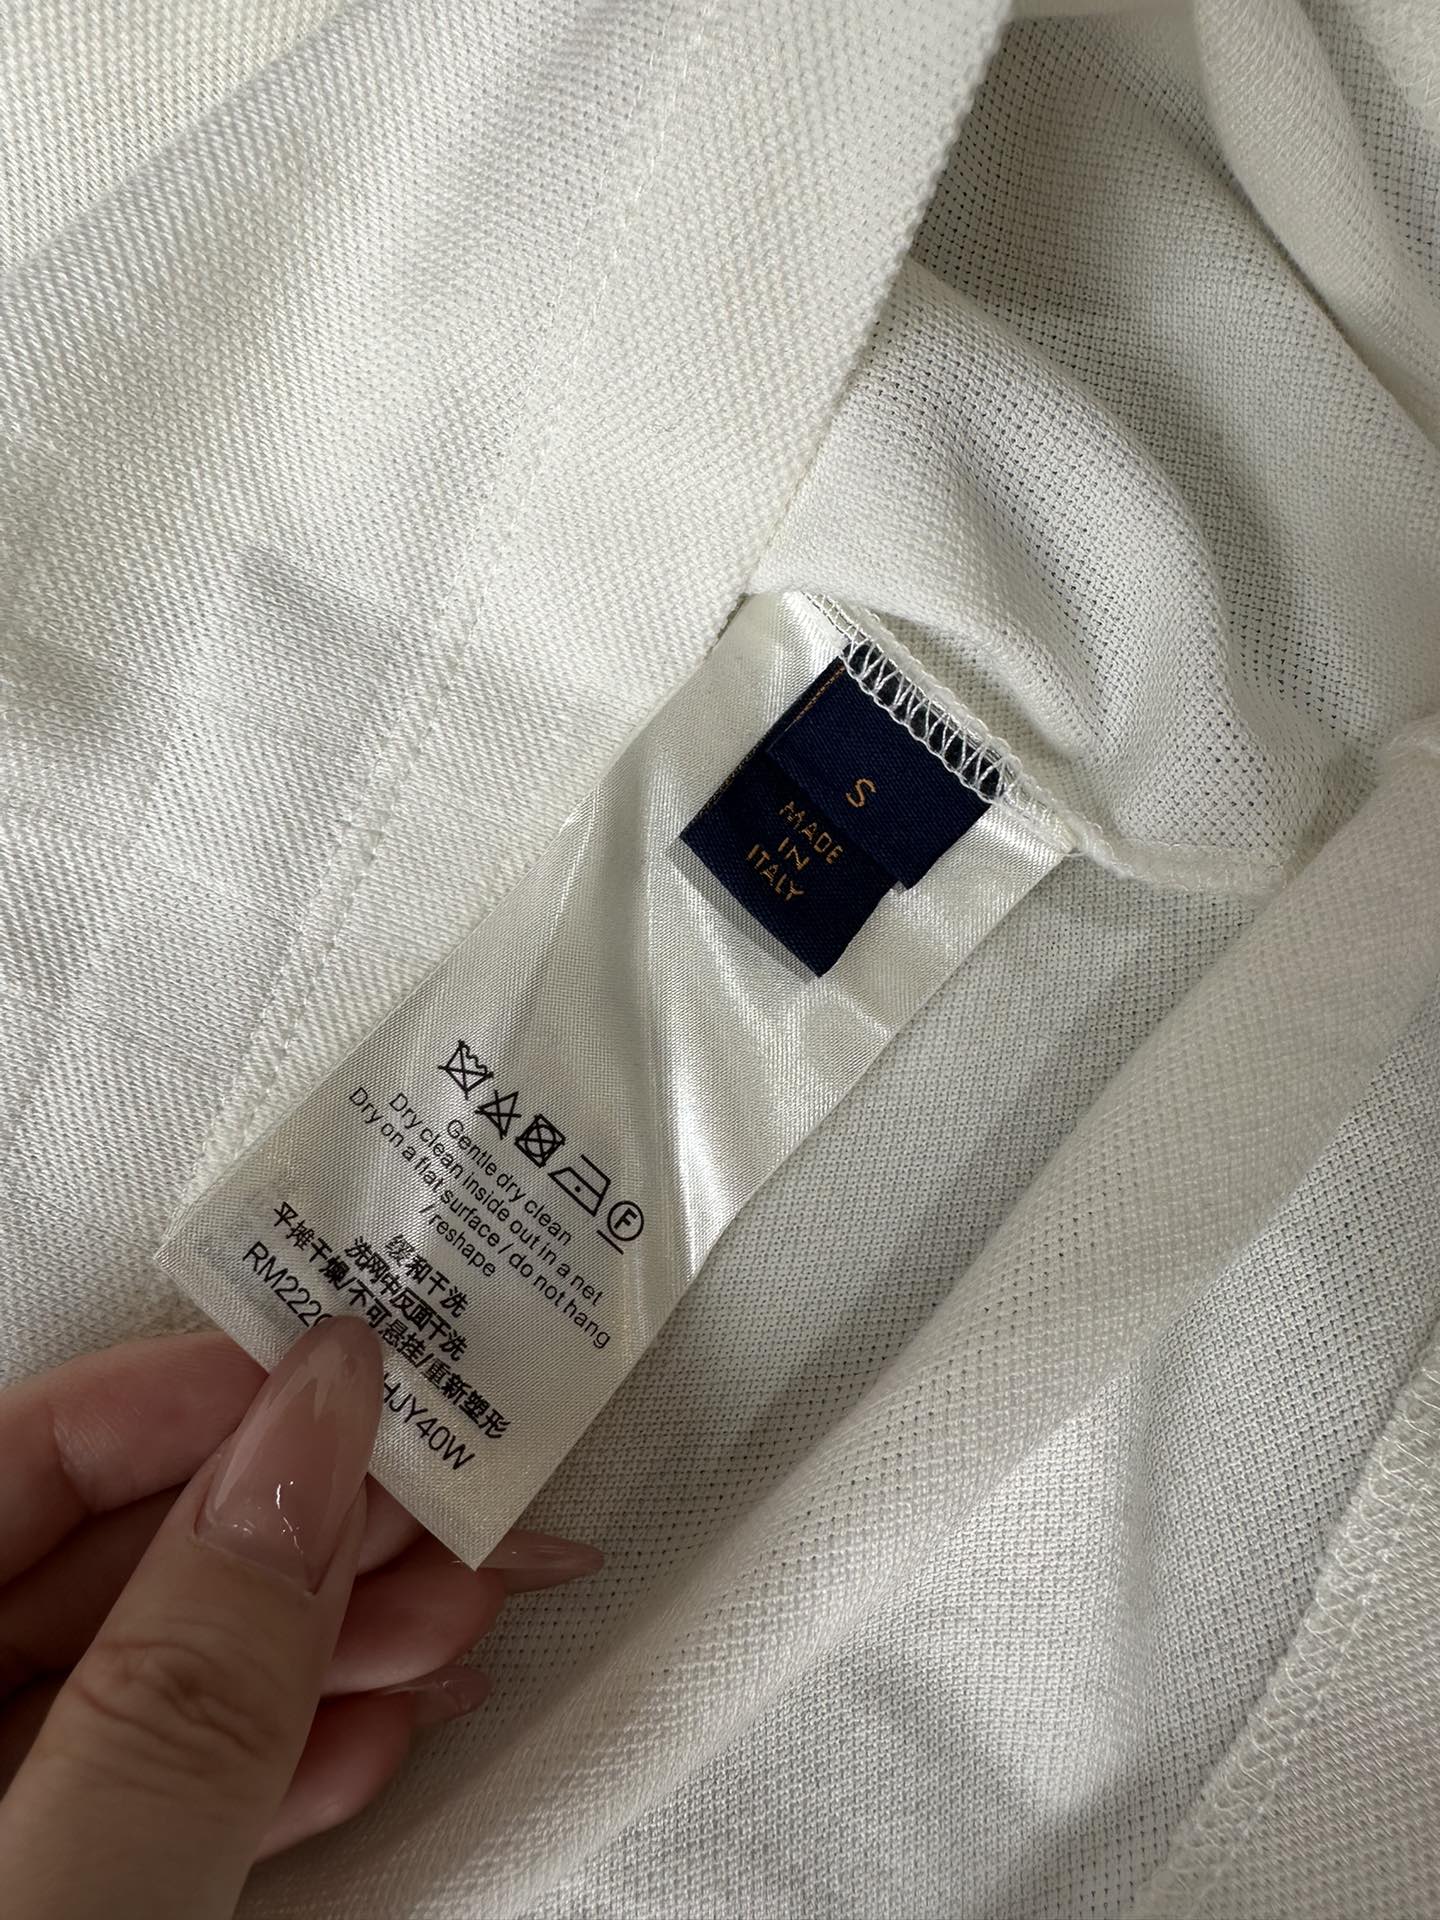 S
MADE
IN
ITALY
F
Gentle dry clean
Dry clean inside out in a net
Dry on a flat surface / do not hang
/ reshape
缓和干洗
洗网中反面干洗
平摊干燥/不可悬挂/重新塑形
RM222 HJY40W